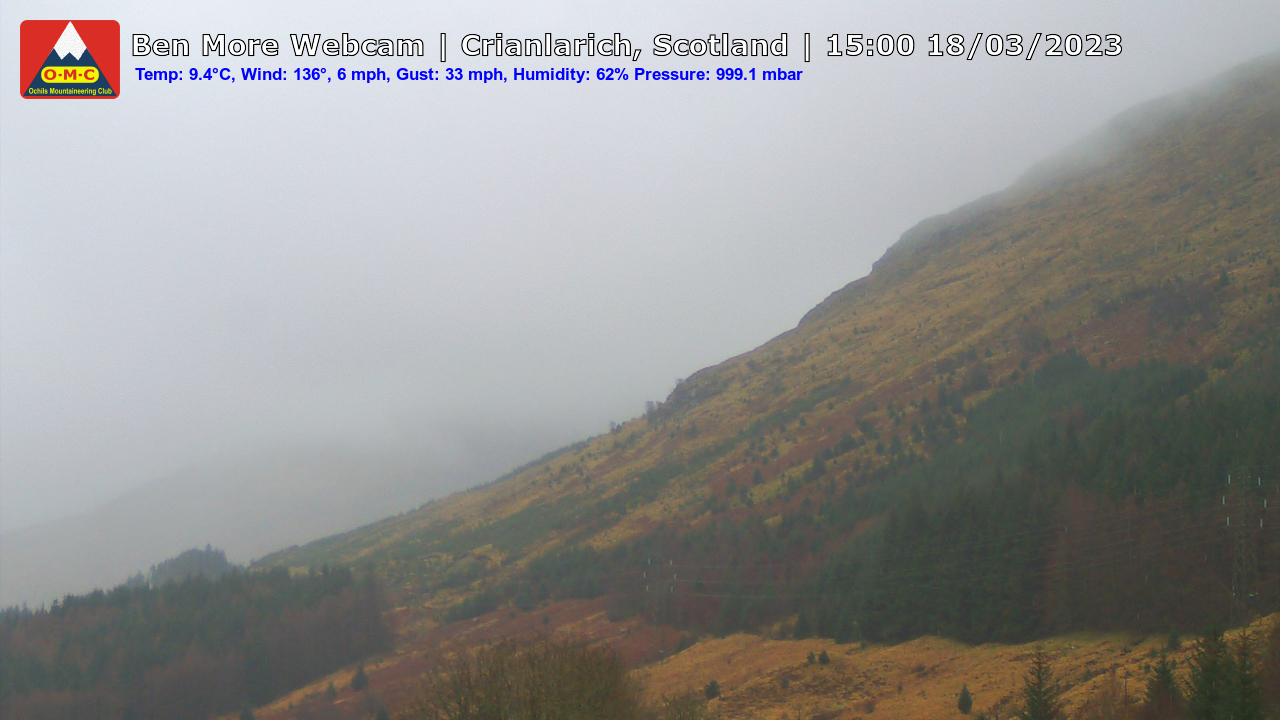 Ben More Webcam | Crianlarich, Scotland | 15:00 18/03/2023
Temp: 9.4°C, Wind: 136°, 6 mph, Gust: 33 mph, Humidity: 62% Pressure: 999.1 mbar
O-M-C
Ochils Mountaineering Club